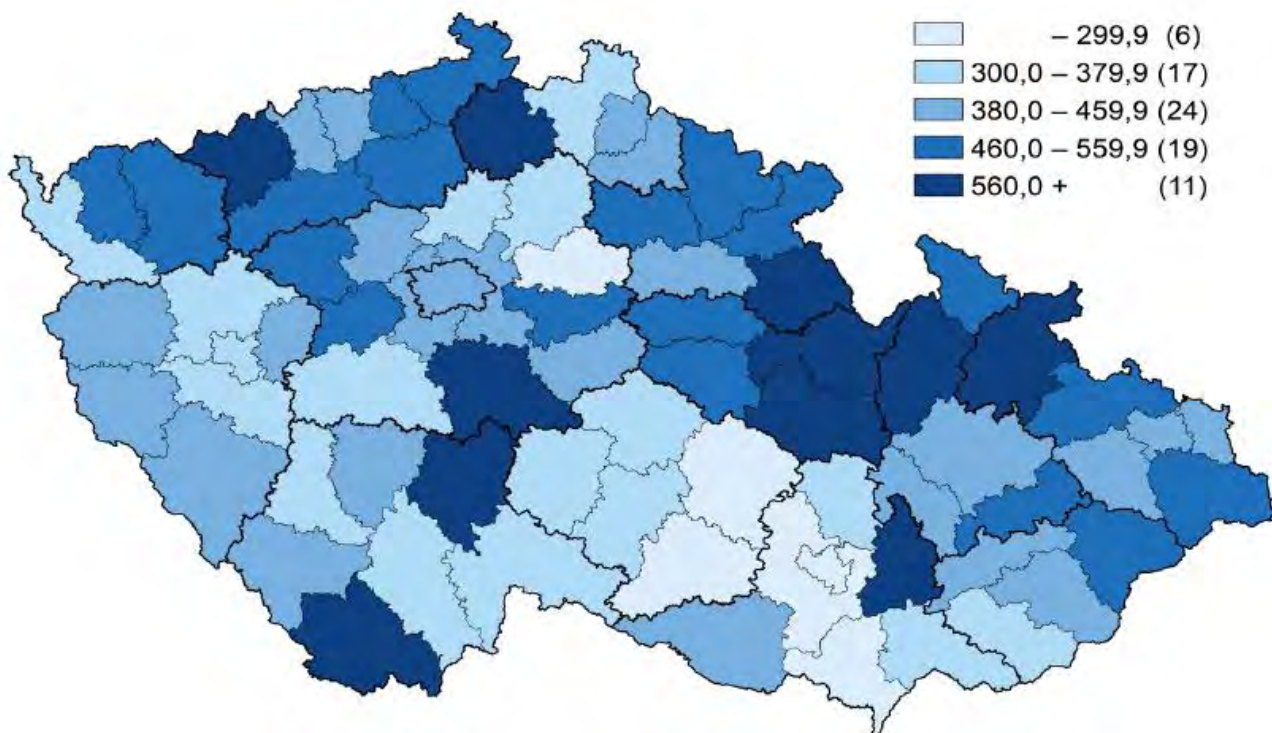 – 299,9 (6)
300,0 – 379,9 (17)
380,0 – 459,9 (24)
460,0 – 559,9 (19)
560,0 + (11)